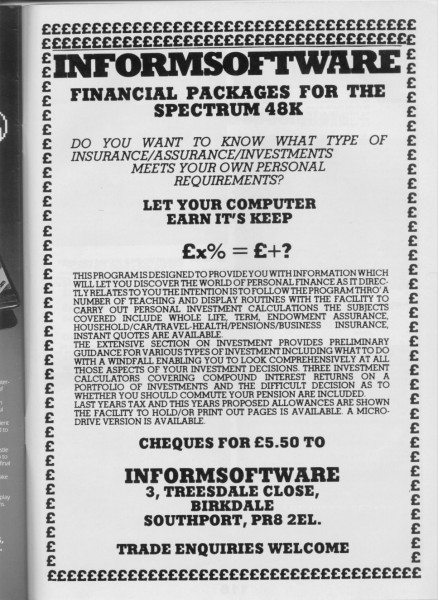 ££££££££££££££££££££££££££££££££££
££££££££££££££££££££££££££££££££££
INFORMSOFTWARE
FINANCIAL PACKAGES FOR THE
SPECTRUM 48K
DO YOU WANT TO KNOW WHAT TYPE OF
INSURANCE/ASSURANCE/INVESTMENTS
MEETS YOUR OWN PERSONAL
REQUIREMENTS?
LET YOUR COMPUTER
EARN IT'S KEEP
£x% = £+?
THIS PROGRAM IS DESIGNED TO PROVIDE YOU WITH INFORMATION WHICH
WILL LET YOU DISCOVER THE WORLD OF PERSONAL FINANCE AS IT DIREC-
TLY RELATES TO YOU THE INTENTION IS TO FOLLOW THE PROGRAM THRO' A
NUMBER OF TEACHING AND DISPLAY ROUTINES WITH THE FACILITY TO
CARRY OUT PERSONAL INVESTMENT CALCULATIONS THE SUBJECTS
COVERED INCLUDE WHOLE LIFE, TERM, ENDOWMENT ASSURANCE,
HOUSEHOLD/CAR/TRAVEL-HEALTH/PENSIONS/BUSINESS INSURANCE,
INSTANT QUOTES ARE AVAILABLE.
THE EXTENSIVE SECTION ON INVESTMENT PROVIDES PRELIMINARY
GUIDANCE FOR VARIOUS TYPES OF INVESTMENT INCLUDING WHAT TO DO
WITH A WINDFALL ENABLING YOU TO LOOK COMPREHENSIVELY AT ALL
THOSE ASPECTS OF YOUR INVESTMENT DECISIONS. THREE INVESTMENT
CALCULATORS COVERING COMPOUND INTEREST RETURNS ON A
PORTFOLIO OF INVESTMENTS AND THE DIFFICULT DECISION AS TO
WHETHER YOU SHOULD COMMUTE YOUR PENSION ARE INCLUDED.
LAST YEARS TAX AND THIS YEARS PROPOSED ALLOWANCES ARE SHOWN
THE FACILITY TO HOLD/OR PRINT OUT PAGES IS AVAILABLE. A MICRO-
DRIVE VERSION IS AVAILABLE.
CHEQUES FOR £5.50 TO
INFORMSOFTWARE
3, TREESDALE CLOSE,
BIRKDALE
SOUTHPORT, PR8 2EL.
TRADE ENQUIRIES WELCOME
££££££££££££££££££££££££££££££££££